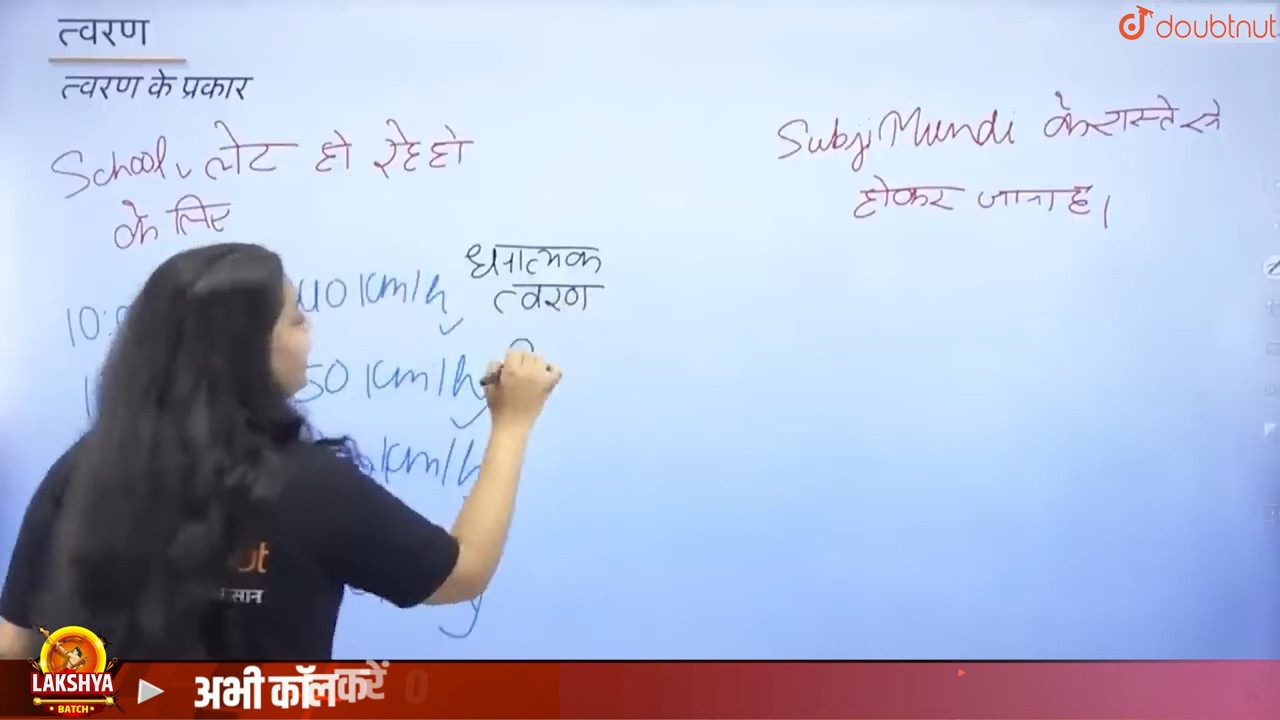 त्वरण
त्वरण के प्रकार
doubtnut
School लेट हो रहे हो
के लिए
Subji Mundi के रास्ते से
होकर जाना है।
धनात्मक
त्वरण
10:
40 km/h
50 km/h
km/h
LAKSHYA
BATCH
अभी कॉल करें